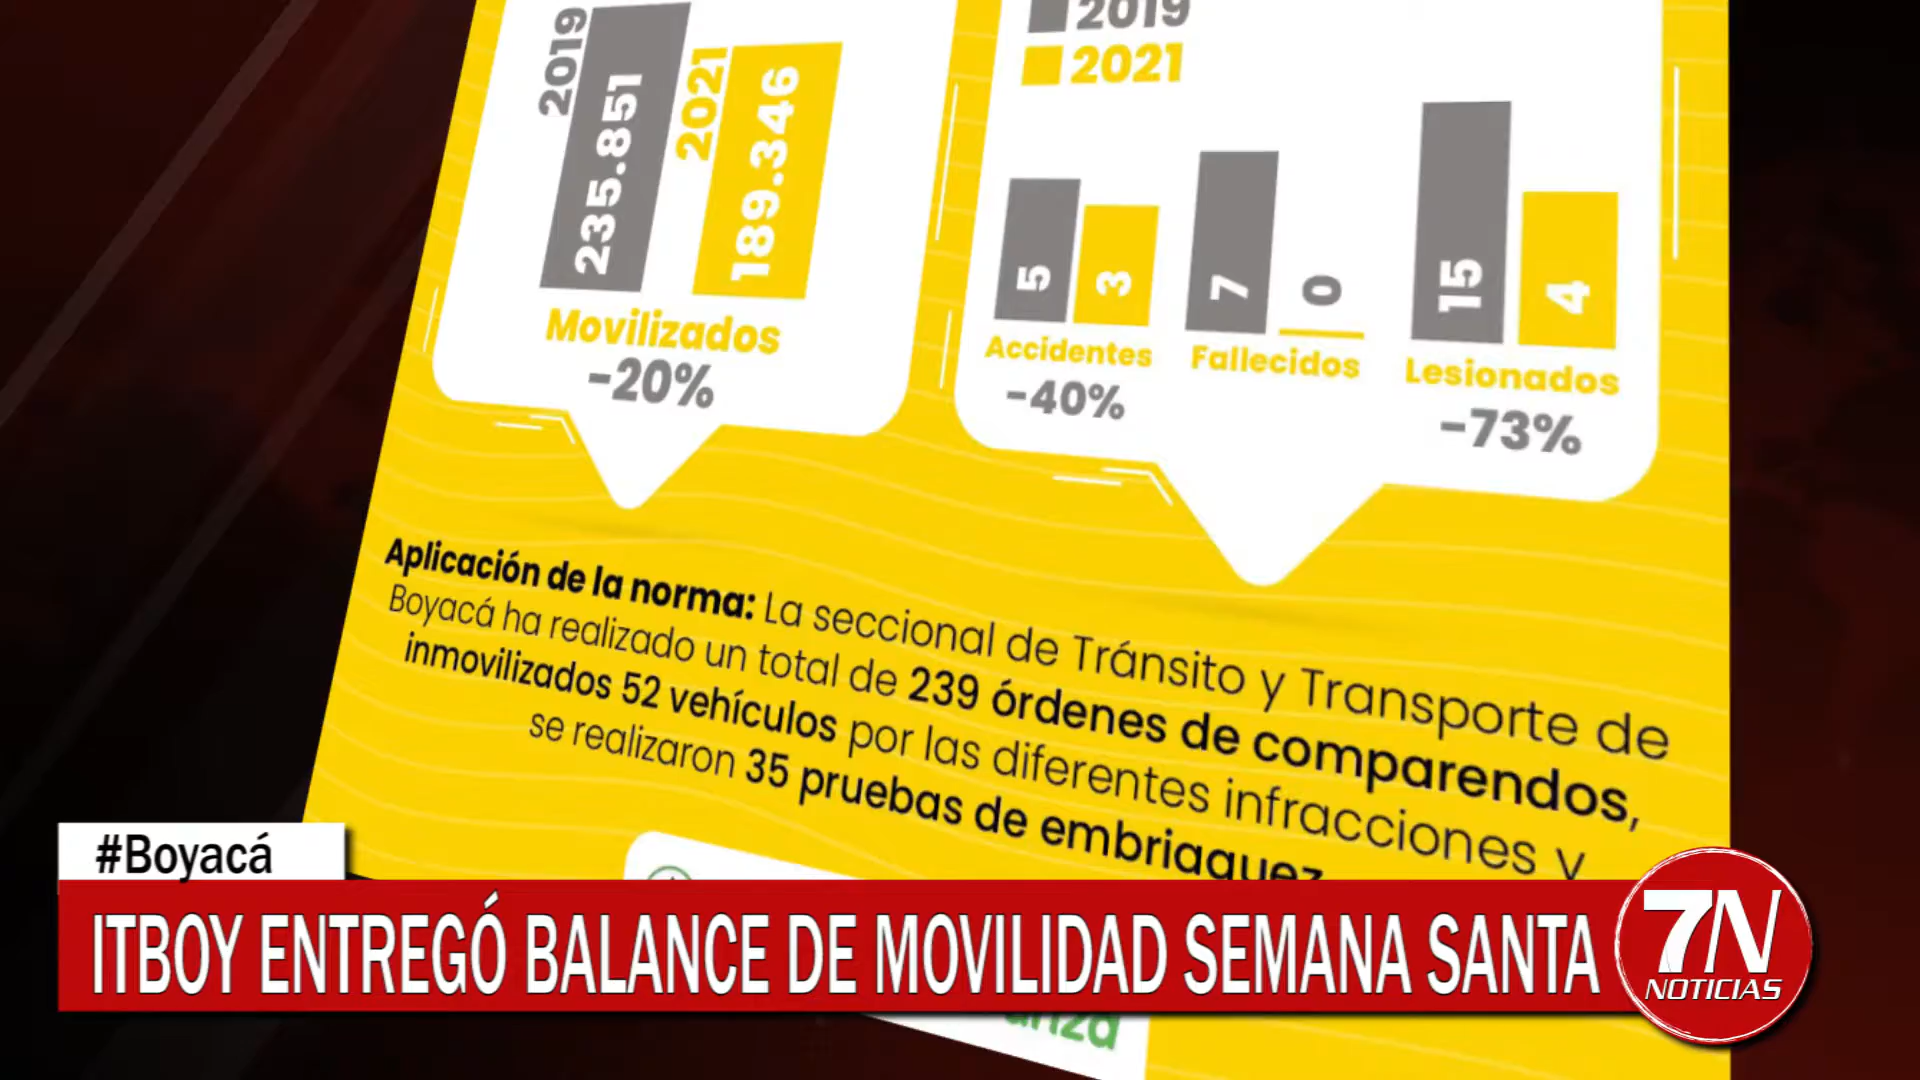 2019
235.851
2021
189.346
Movilizados
-20%
2019
2021
5
3
Accidentes
-40%
7
0
Fallecidos
15
4
Lesionados
-73%
Aplicación de la norma: La seccional de Tránsito y Transporte de
Boyacá ha realizado un total de 239 órdenes de comparendos,
inmovilizados 52 vehículos por las diferentes infracciones y
se realizaron 35 pruebas de embriaguez
#Boyacá
ITBOY ENTREGÓ BALANCE DE MOVILIDAD SEMANA SANTA
7N
NOTICIAS